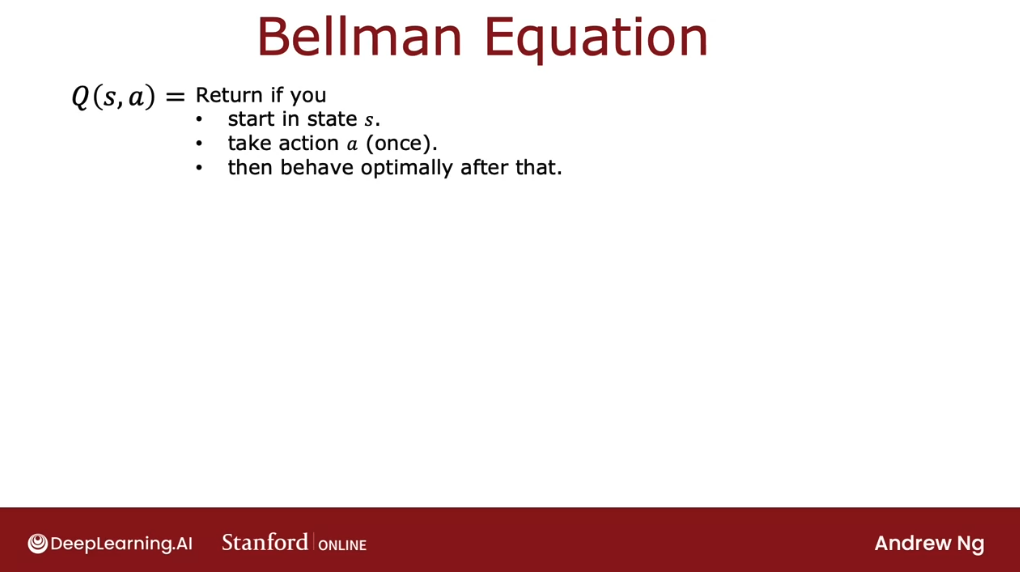 Bellman Equation
Q(s, a) = Return if you
• start in state s.
• take action a (once).
• then behave optimally after that.
DeepLearning.AI Stanford ONLINE Andrew Ng